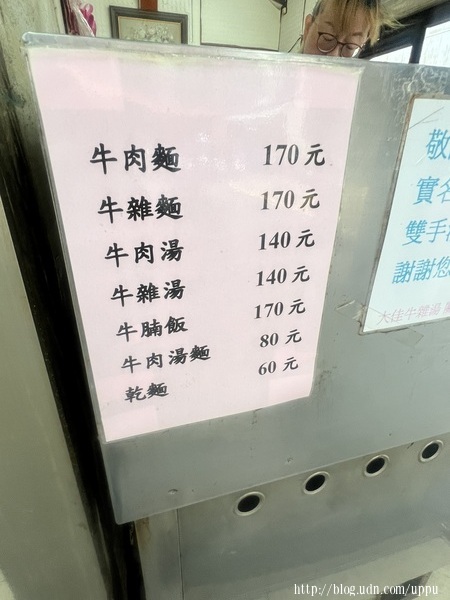 牛肉麵 170元
牛雜麵 170元
牛肉湯 140元
牛雜湯 140元
牛腩飯 170元
牛肉湯麵 80元
乾麵 60元
敬
實名
雙手
謝謝您
大佳牛雜湯
http://blog.udn.com/uppu